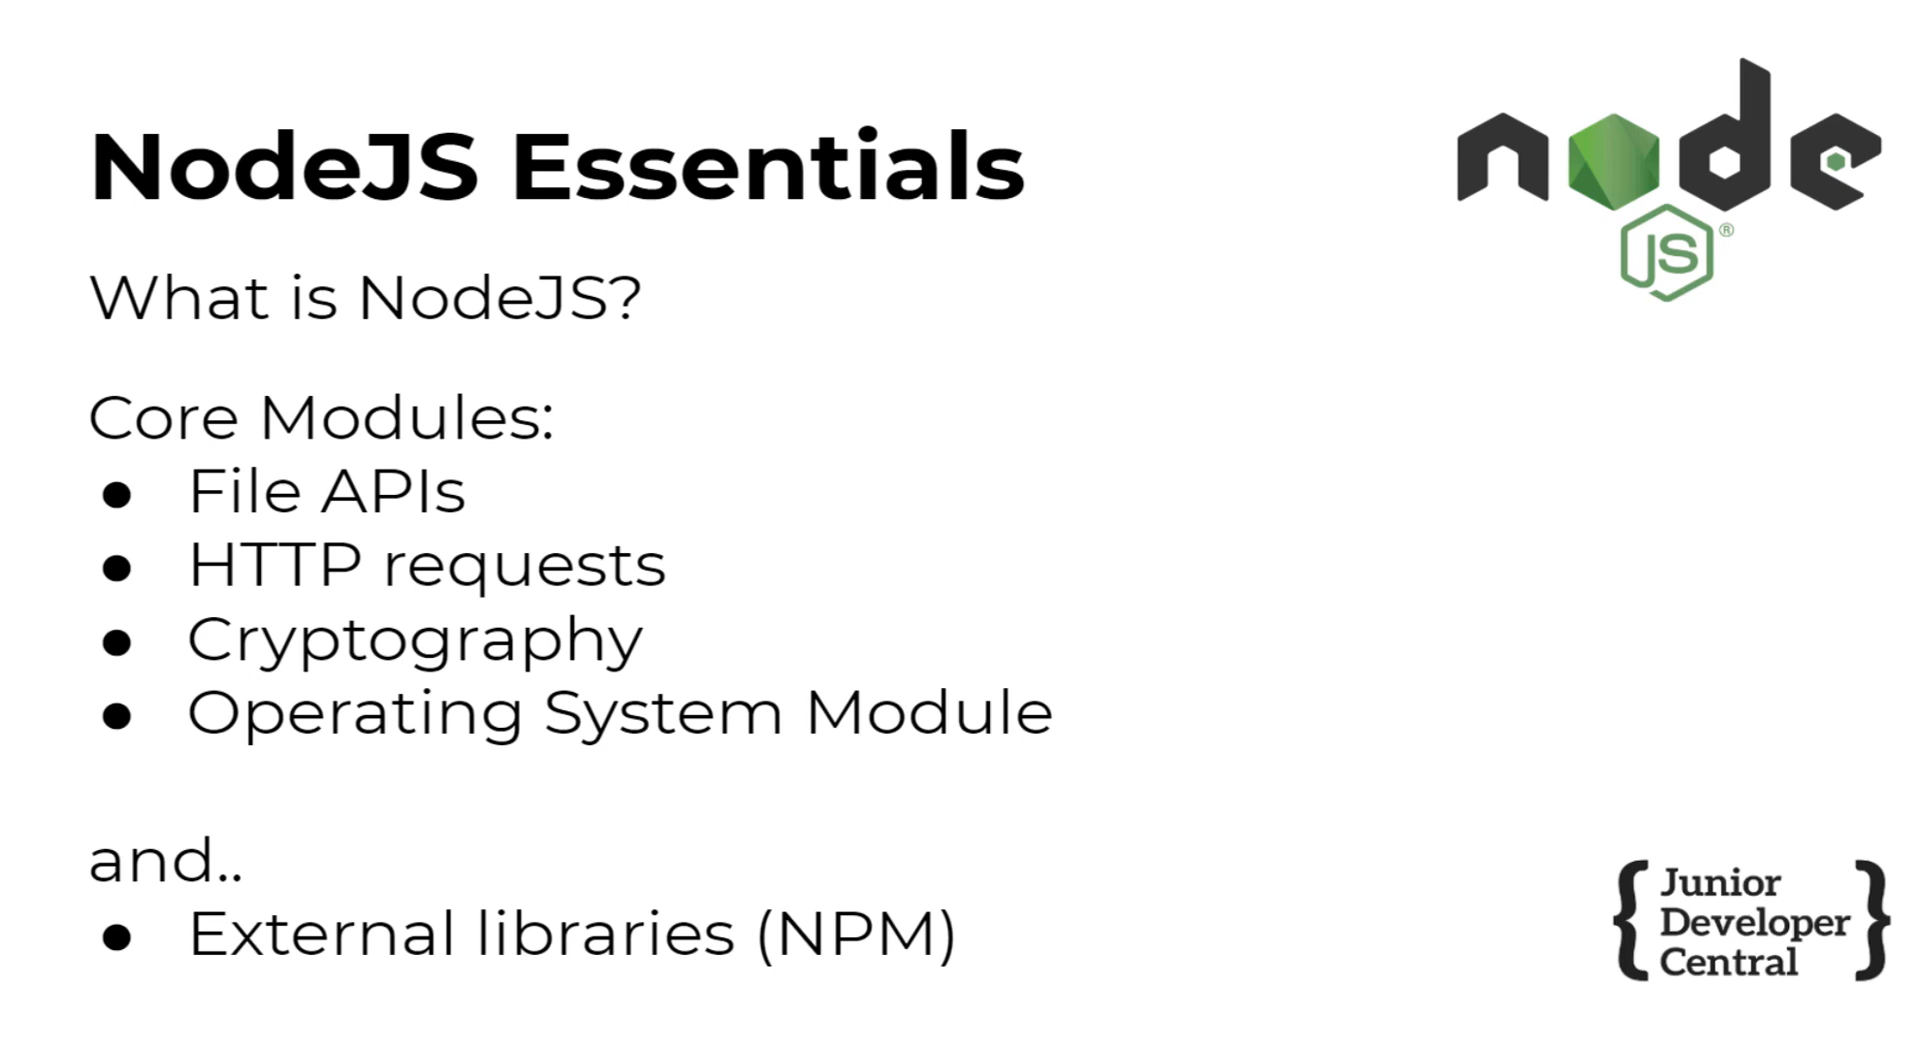 NodeJS Essentials
node
JS®
What is NodeJS?
Core Modules:
● File APIs
● HTTP requests
● Cryptography
● Operating System Module
and..
● External libraries (NPM)
{ Junior
Developer
Central }